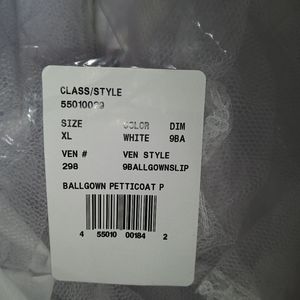 CLASS/STYLE
SIZE COLOR DIM
XL WHITE 9BA
VEN # VEN STYLE
298 9BALLGOWNSLIP
BALLGOWN PETTICOAT P
4 55010 00184 2